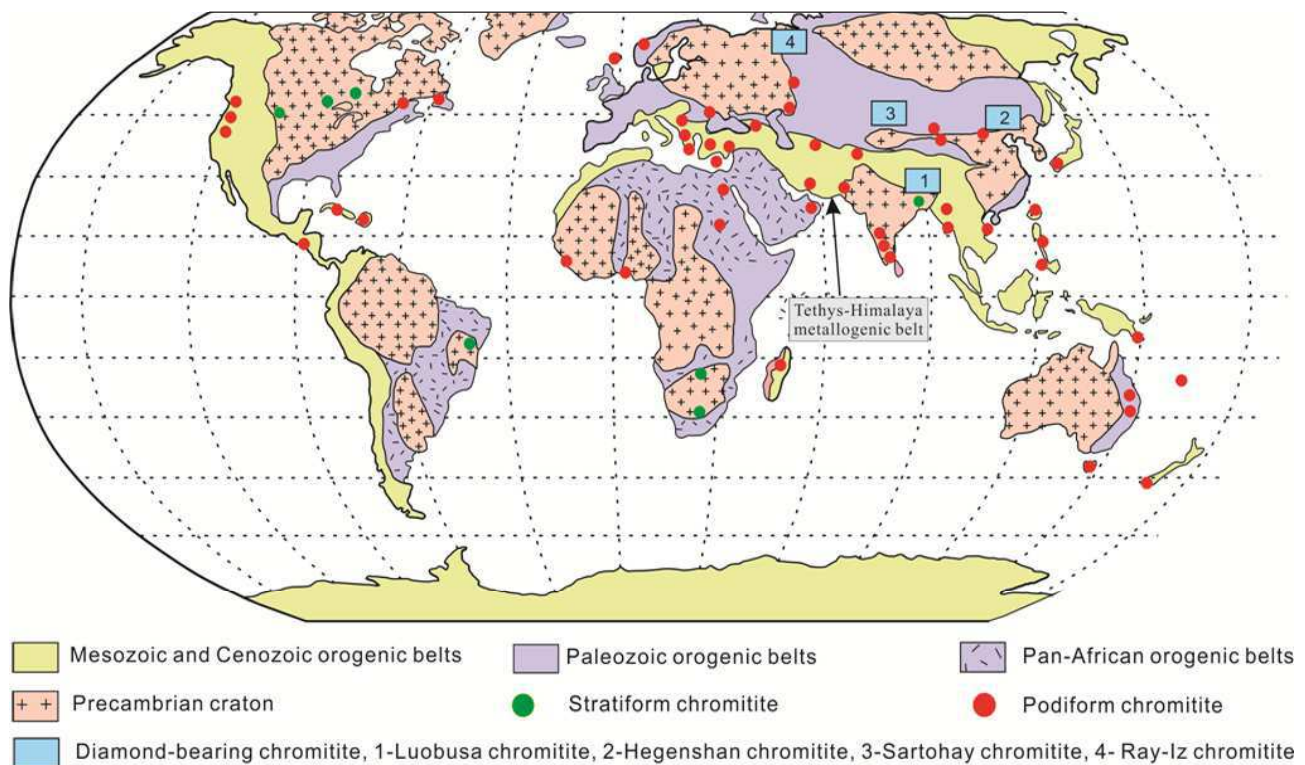 4
3
2
1
Tethys-Himalaya
metallogenic belt
Mesozoic and Cenozoic orogenic belts
Paleozoic orogenic belts
Pan-African orogenic belts
Precambrian craton
Stratiform chromitite
Podiform chromitite
Diamond-bearing chromitite, 1-Luobusa chromitite, 2-Hegenshan chromitite, 3-Sartohay chromitite, 4- Ray-Iz chromitite